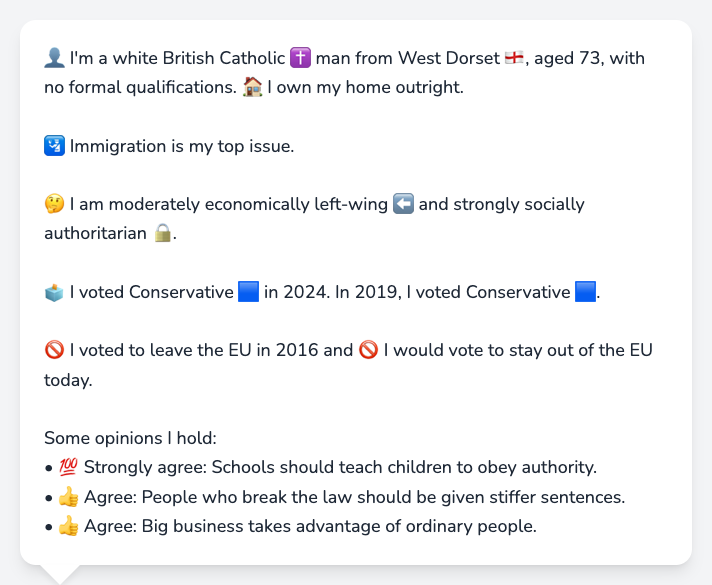 👤 I'm a white British Catholic ✝️ man from West Dorset 🏴󠁧󠁢󠁥󠁮󠁧󠁿, aged 73, with
no formal qualifications. 🏠 I own my home outright.
🛂 Immigration is my top issue.
🤔 I am moderately economically left-wing ⬅️ and strongly socially
authoritarian 🔒.
🗳️ I voted Conservative 🟦 in 2024. In 2019, I voted Conservative 🟦.
🚫 I voted to leave the EU in 2016 and 🚫 I would vote to stay out of the EU
today.
Some opinions I hold:
• 💯 Strongly agree: Schools should teach children to obey authority.
• 👍 Agree: People who break the law should be given stiffer sentences.
• 👍 Agree: Big business takes advantage of ordinary people.